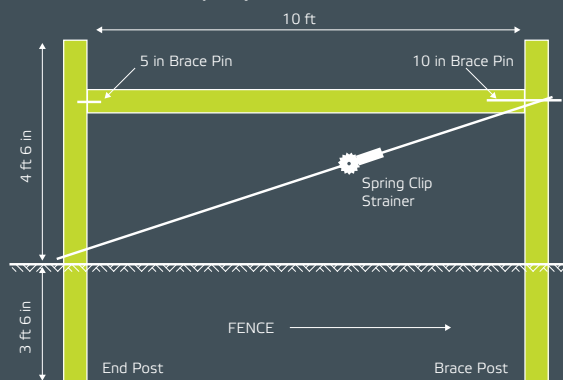 10 ft
5 in Brace Pin
10 in Brace Pin
4 ft 6 in
Spring Clip
Strainer
3 ft 6 in
FENCE
End Post
Brace Post